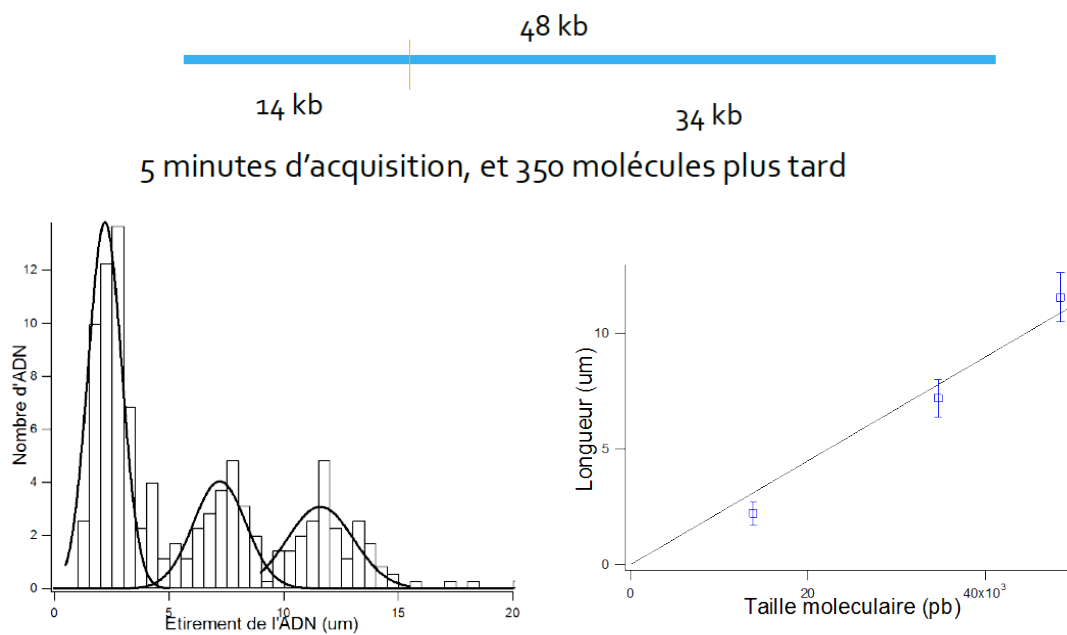 48 kb
14 kb
34 kb
5 minutes d'acquisition, et 350 molécules plus tard
12
10
8
6
4
2
0
Nombre d'ADN
0
5
10
15
20
Etirement de l'ADN (um)
10
5
0
Longueur (um)
0
20
40x10³
Taille moleculaire (pb)